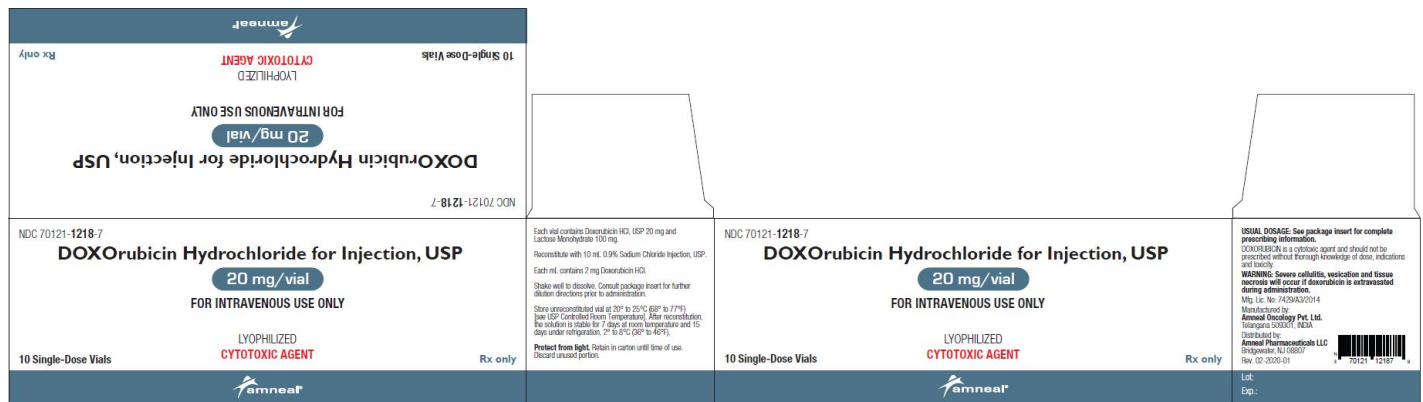 amneal
10 Single-Dose Vials
CYTOTOXIC AGENT
Rx only
LYOPHILIZED
FOR INTRAVENOUS USE ONLY
20 mg/vial
DOXOrubicin Hydrochloride for Injection, USP
NDC 70121-1218-7
NDC 70121-1218-7
DOXOrubicin Hydrochloride for Injection, USP
20 mg/vial
FOR INTRAVENOUS USE ONLY
LYOPHILIZED
CYTOTOXIC AGENT
10 Single-Dose Vials
Rx only
amneal
Each vial contains Doxorubicin HCl, USP 20 mg and
Lactose Monohydrate 100 mg.
Reconstitute with 10 mL 0.9% Sodium Chloride Injection, USP.
Each mL contains 2 mg Doxorubicin HCl.
Shake well to dissolve. Consult package insert for further
dilution directions prior to administration.
Store unreconstituted vial at 20° to 25°C (68° to 77°F)
[see USP Controlled Room Temperature]. After reconstitution,
the solution is stable for 7 days at room temperature and 15
days under refrigeration, 2° to 8°C (36° to 46°F).
Protect from light. Retain in carton until time of use.
Discard unused portion.
NDC 70121-1218-7
DOXOrubicin Hydrochloride for Injection, USP
20 mg/vial
FOR INTRAVENOUS USE ONLY
LYOPHILIZED
CYTOTOXIC AGENT
10 Single-Dose Vials
Rx only
amneal
USUAL DOSAGE: See package insert for complete
prescribing information.
DOXORUBICIN is a cytotoxic agent and should not be
prescribed without thorough knowledge of dose, indications
and toxicity.
WARNING: Severe cellulitis, vesication and tissue
necrosis will occur if doxorubicin is extravasated
during administration.
Mfg. Lic. No: 7429/A3/2014
Manufactured by:
Amneal Oncology Pvt. Ltd.
Telangana 509301, INDIA
Distributed by:
Amneal Pharmaceuticals LLC
Bridgewater, NJ 08807
Rev. 02-2020-01
70121 12187
Lot:
Exp.: